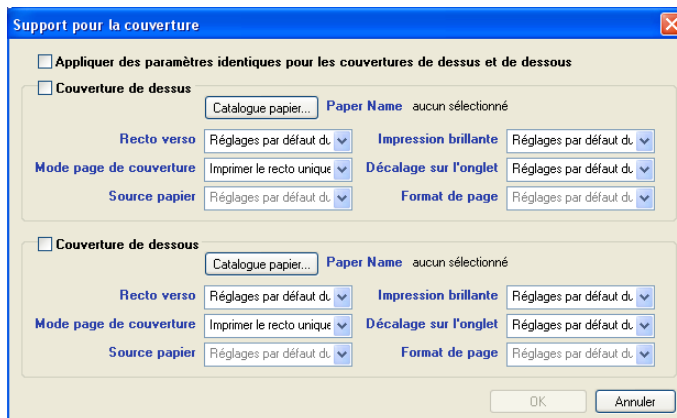 Support pour la couverture
Appliquer des paramètres identiques pour les couvertures de dessus et de dessous
Couverture de dessus
Catalogue papier... Paper Name aucun sélectionné
Recto verso Réglages par défaut du Impression brillante Réglages par défaut du
Mode page de couverture Imprimer le recto unique Décalage sur l'onglet Réglages par défaut du
Source papier Réglages par défaut du Format de page Réglages par défaut du
Couverture de dessous
Catalogue papier... Paper Name aucun sélectionné
Recto verso Réglages par défaut du Impression brillante Réglages par défaut du
Mode page de couverture Imprimer le recto unique Décalage sur l'onglet Réglages par défaut du
Source papier Réglages par défaut du Format de page Réglages par défaut du
OK Annuler